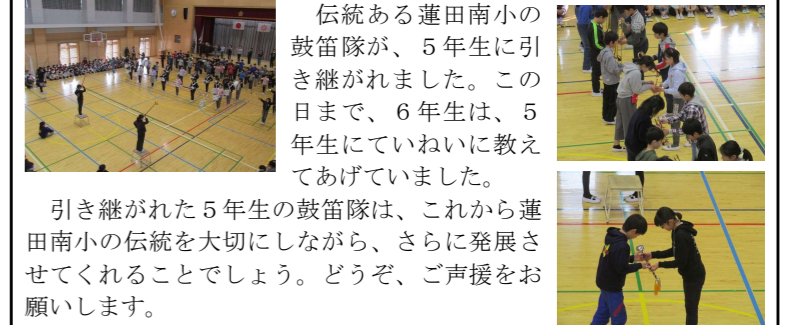 伝統ある蓮田南小の
鼓笛隊が、５年生に引
き継がれました。この
日まで、６年生は、５
年生にていねいに教え
てあげていました。
　引き継がれた５年生の鼓笛隊は、これから蓮
田南小の伝統を大切にしながら、さらに発展さ
せてくれることでしょう。どうぞ、ご声援をお
願いします。